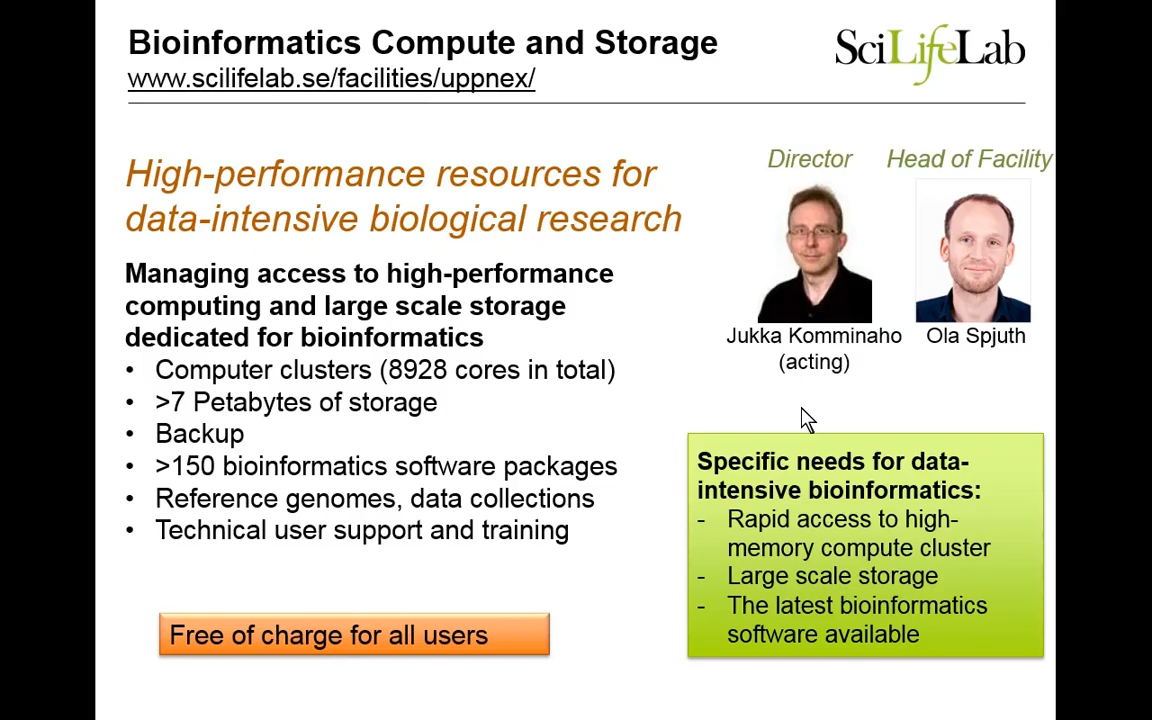 Bioinformatics Compute and Storage
www.scilifelab.se/facilities/uppnex/
SciLifeLab
High-performance resources for
data-intensive biological research
Managing access to high-performance
computing and large scale storage
dedicated for bioinformatics
• Computer clusters (8928 cores in total)
• >7 Petabytes of storage
• Backup
• >150 bioinformatics software packages
• Reference genomes, data collections
• Technical user support and training
Free of charge for all users
Director
Head of Facility
Jukka Komminaho
(acting)
Ola Spjuth
Specific needs for data-
intensive bioinformatics:
- Rapid access to high-
memory compute cluster
- Large scale storage
- The latest bioinformatics
software available